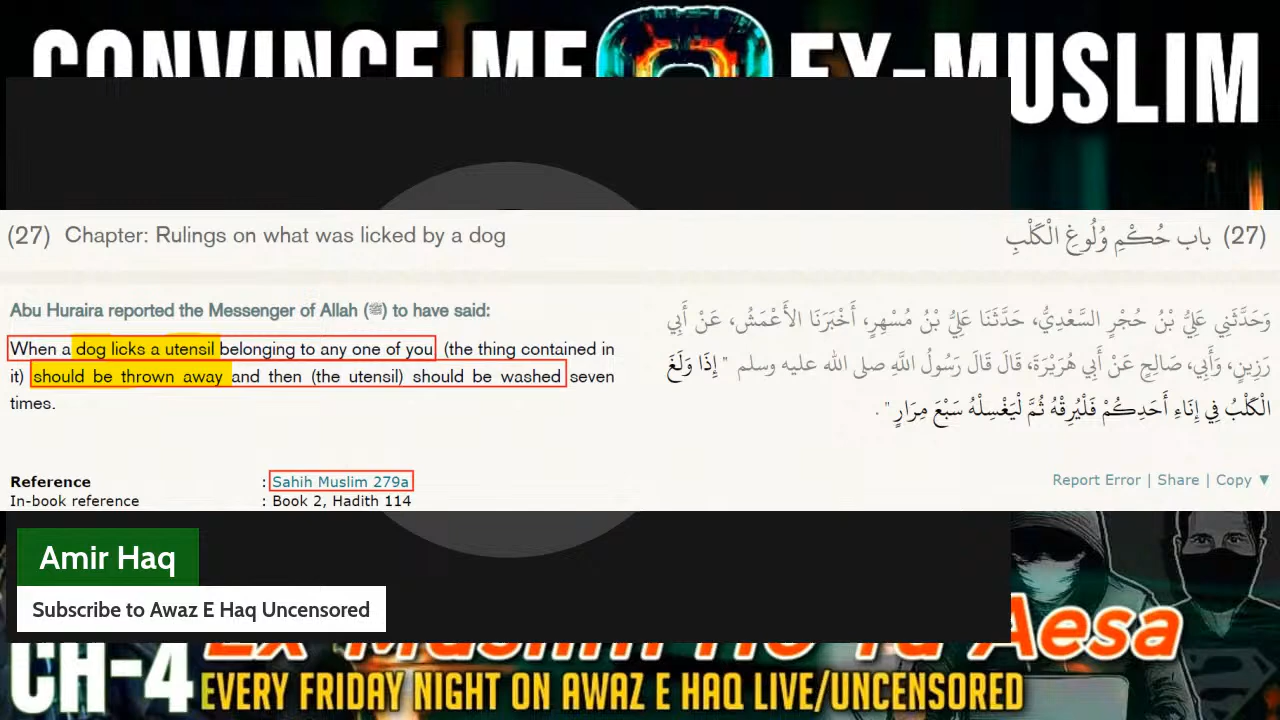 CONVINCE ME EX-MUSLIM
(27) Chapter: Rulings on what was licked by a dog
(27) باب حُكْمِ وُلُوغِ الْكَلْبِ
Abu Huraira reported the Messenger of Allah (ﷺ) to have said:
When a dog licks a utensil belonging to any one of you (the thing contained in
it) should be thrown away and then (the utensil) should be washed seven
times.
وَحَدَّثَنِي عَلِيُّ بْنُ حُجْرٍ السَّعْدِيُّ، حَدَّثَنَا عَلِيُّ بْنُ مُسْهِرٍ، أَخْبَرَنَا الأَعْمَشُ، عَنْ أَبِي
رَزِينٍ، وَأَبِي، صَالِحٍ عَنْ أَبِي هُرَيْرَةَ، قَالَ قَالَ رَسُولُ اللَّهِ صلى الله عليه وسلم " إِذَا وَلَغَ
الْكَلْبُ فِي إِنَاءِ أَحَدِكُمْ فَلْيُرِقْهُ ثُمَّ لْيَغْسِلْهُ سَبْعَ مِرَارٍ " .
Reference : Sahih Muslim 279a
In-book reference : Book 2, Hadith 114
Report Error | Share | Copy ▼
Amir Haq
Subscribe to Awaz E Haq Uncensored
Aesa
CH-4
EVERY FRIDAY NIGHT ON AWAZ E HAQ LIVE/UNCENSORED